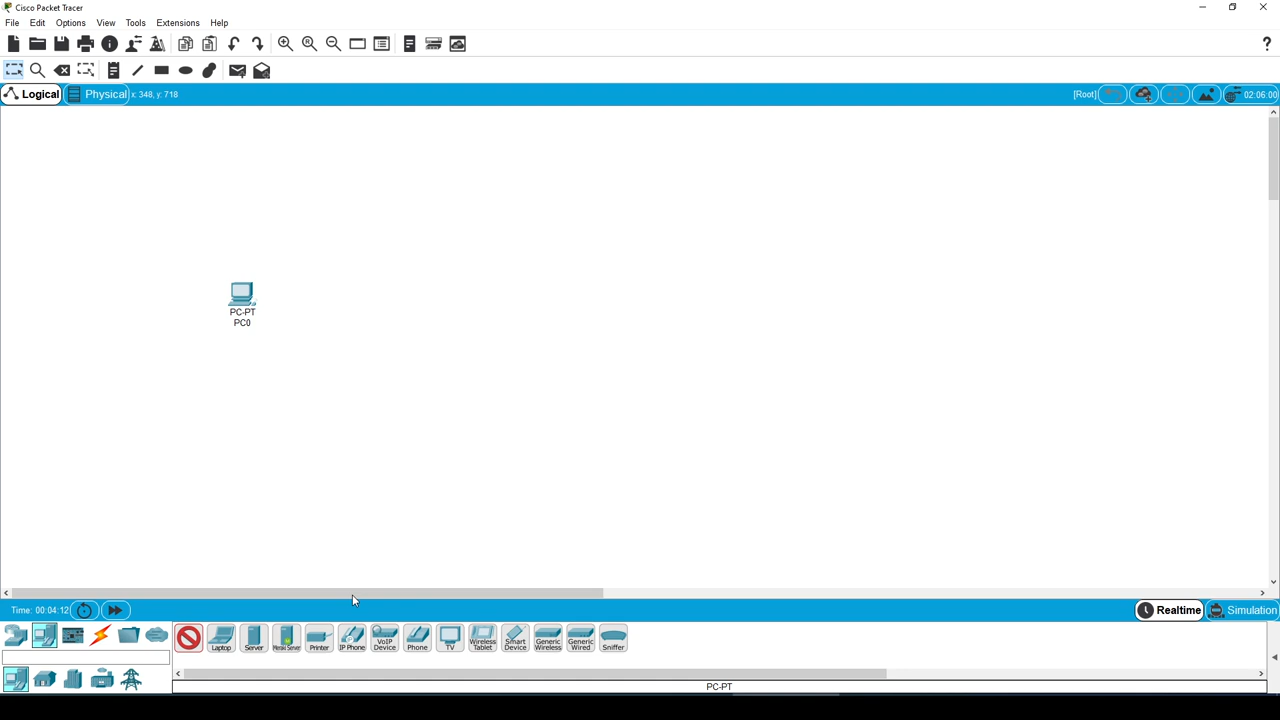 Cisco Packet Tracer
File Edit Options View Tools Extensions Help
Logical Physical x: 348, y: 718 [Root] 02:06:00
PC-PT
PC0
Time: 00:04:12 Realtime Simulation
Laptop Server Meraki Server Printer IP Phone VoIP Device Phone TV Wireless Tablet Smart Device Generic Wireless Generic Wired Sniffer
PC-PT